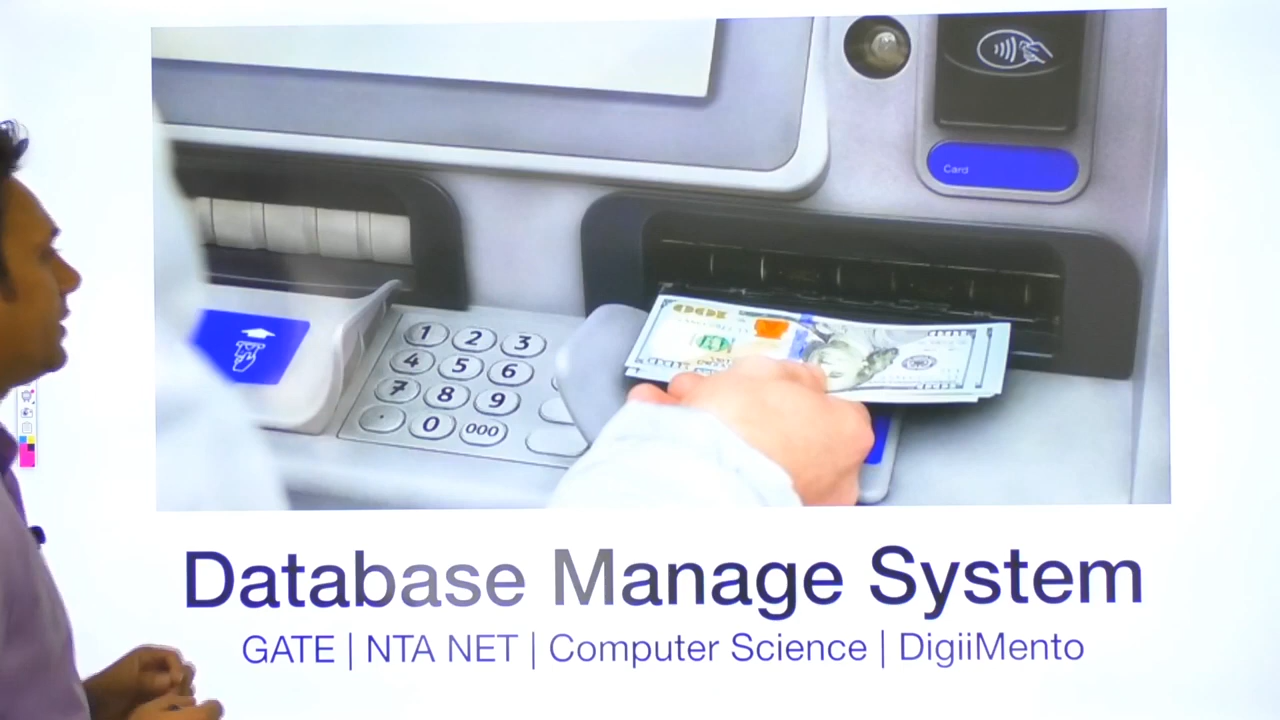 Card
1 2 3
4 5 6
7 8 9
. 0 000
100
Database Manage System
GATE | NTA NET | Computer Science | DigiiMento